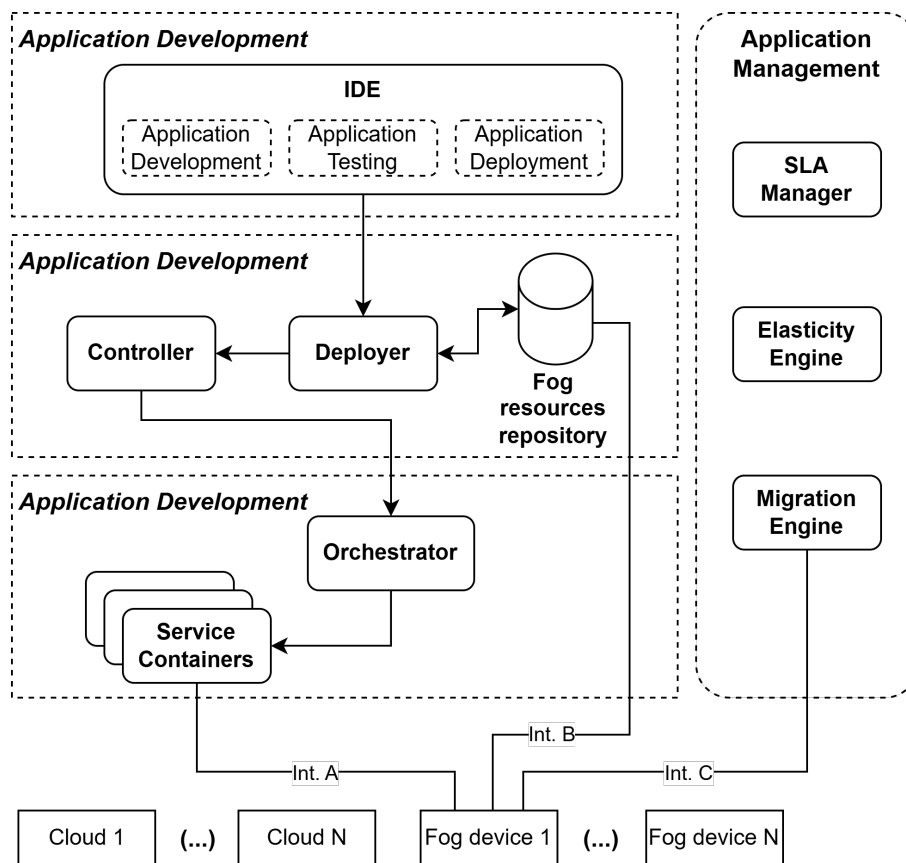 Application Development
IDE
Application
Development
Application
Testing
Application
Deployment
Application
Management
SLA
Manager
Elasticity
Engine
Migration
Engine
Application Development
Controller
Deployer
Fog
resources
repository
Application Development
Orchestrator
Service
Containers
Int. A
Int. B
Int. C
Cloud 1
(...)
Cloud N
Fog device 1
(...)
Fog device N